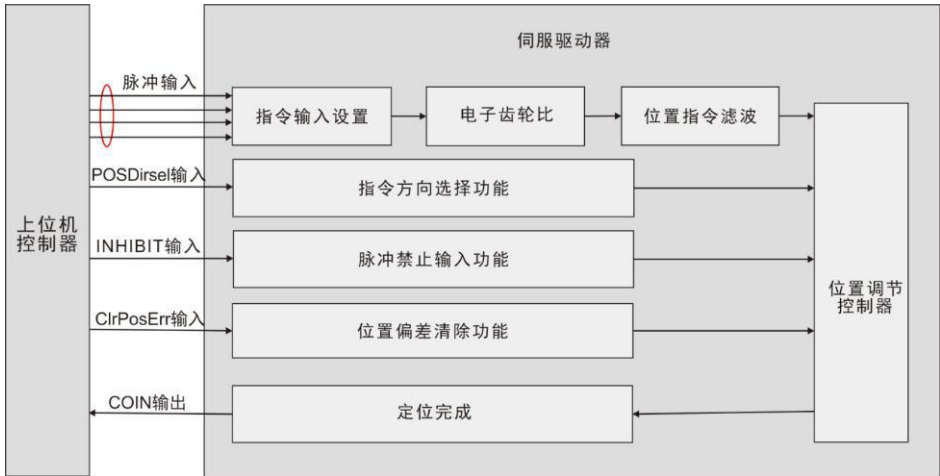 伺服驱动器
脉冲输入
指令输入设置
电子齿轮比
位置指令滤波
POSDirsel输入
指令方向选择功能
上位机
控制器
INHIBIT输入
脉冲禁止输入功能
位置调节
控制器
ClrPosErr输入
位置偏差清除功能
COIN输出
定位完成